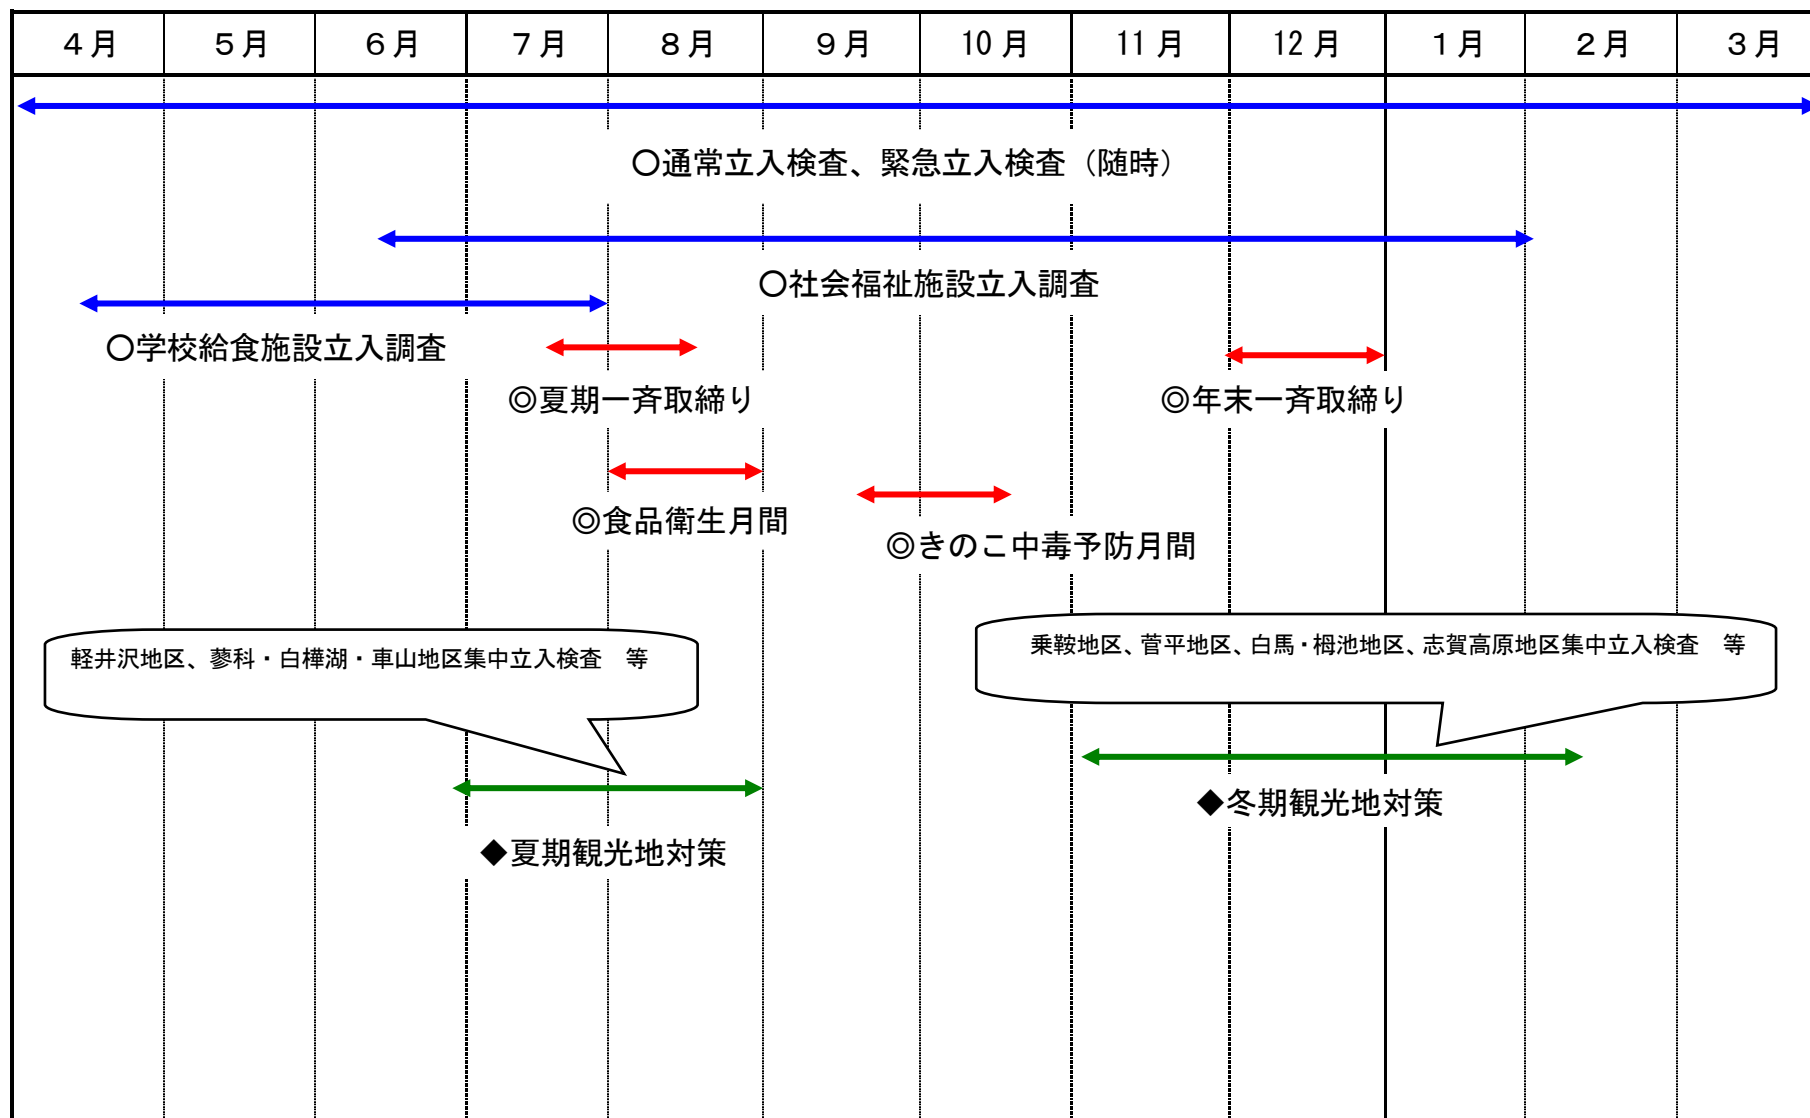 ４月 ５月 ６月 ７月 ８月 ９月 10月 11月 12月 １月 ２月 ３月
○通常立入検査、緊急立入検査（随時）
○社会福祉施設立入調査
○学校給食施設立入調査
◎夏期一斉取締り
◎年末一斉取締り
◎食品衛生月間
◎きのこ中毒予防月間
軽井沢地区、蓼科・白樺湖・車山地区集中立入検査　等
乗鞍地区、菅平地区、白馬・栂池地区、志賀高原地区集中立入検査　等
◆冬期観光地対策
◆夏期観光地対策